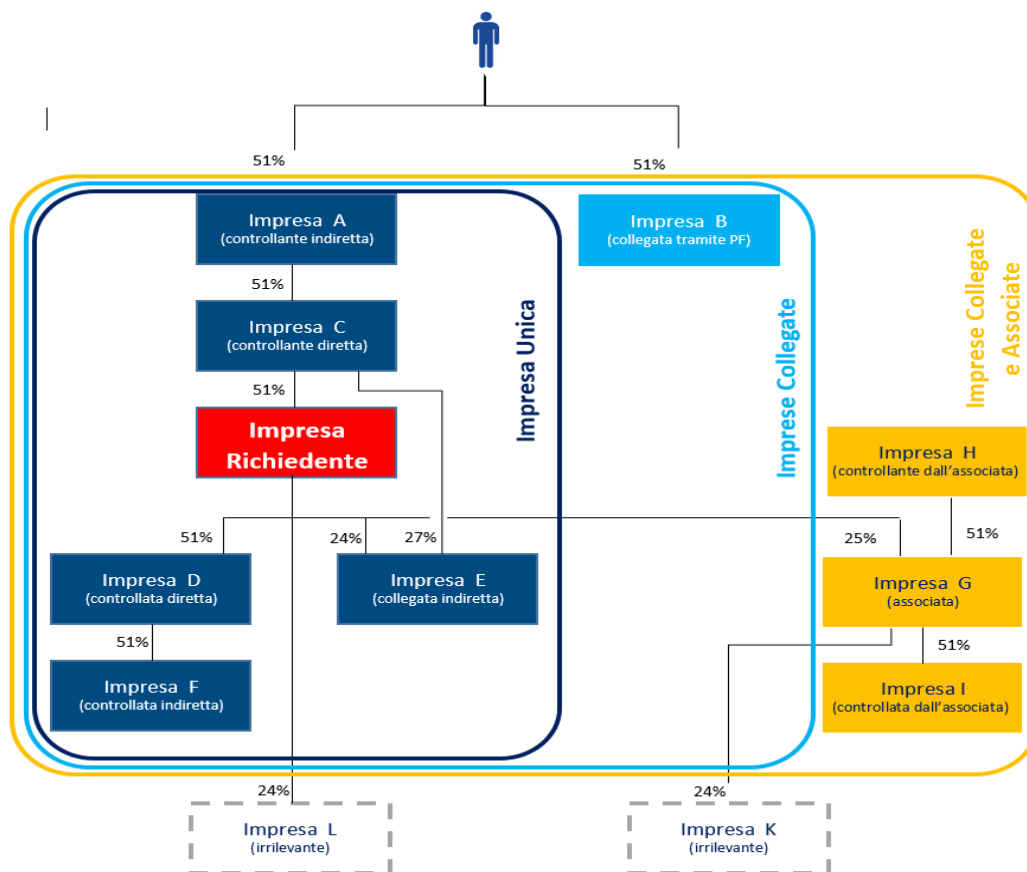 51%
51%
Impresa A
(controllante indiretta)
Impresa B
(collegata tramite PF)
51%
Impresa C
(controllante diretta)
51%
Impresa
Richiedente
Impresa Unica
Imprese Collegate
Imprese Collegate
e Associate
Impresa H
(controllante dall'associata)
51%
24%
27%
25%
51%
Impresa D
(controllata diretta)
Impresa E
(collegata indiretta)
Impresa G
(associata)
51%
51%
Impresa F
(controllata indiretta)
Impresa I
(controllata dall'associata)
24%
24%
Impresa L
(irrilevante)
Impresa K
(irrilevante)